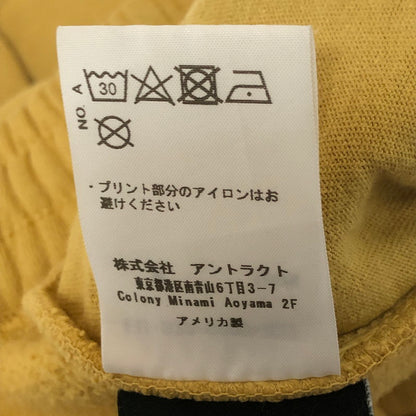 NO. A
30
・プリント部分のアイロンはお
避けください
株式会社 アントラクト
東京都港区南青山6丁目3-7
Colony Minami Aoyama 2F
アメリカ製